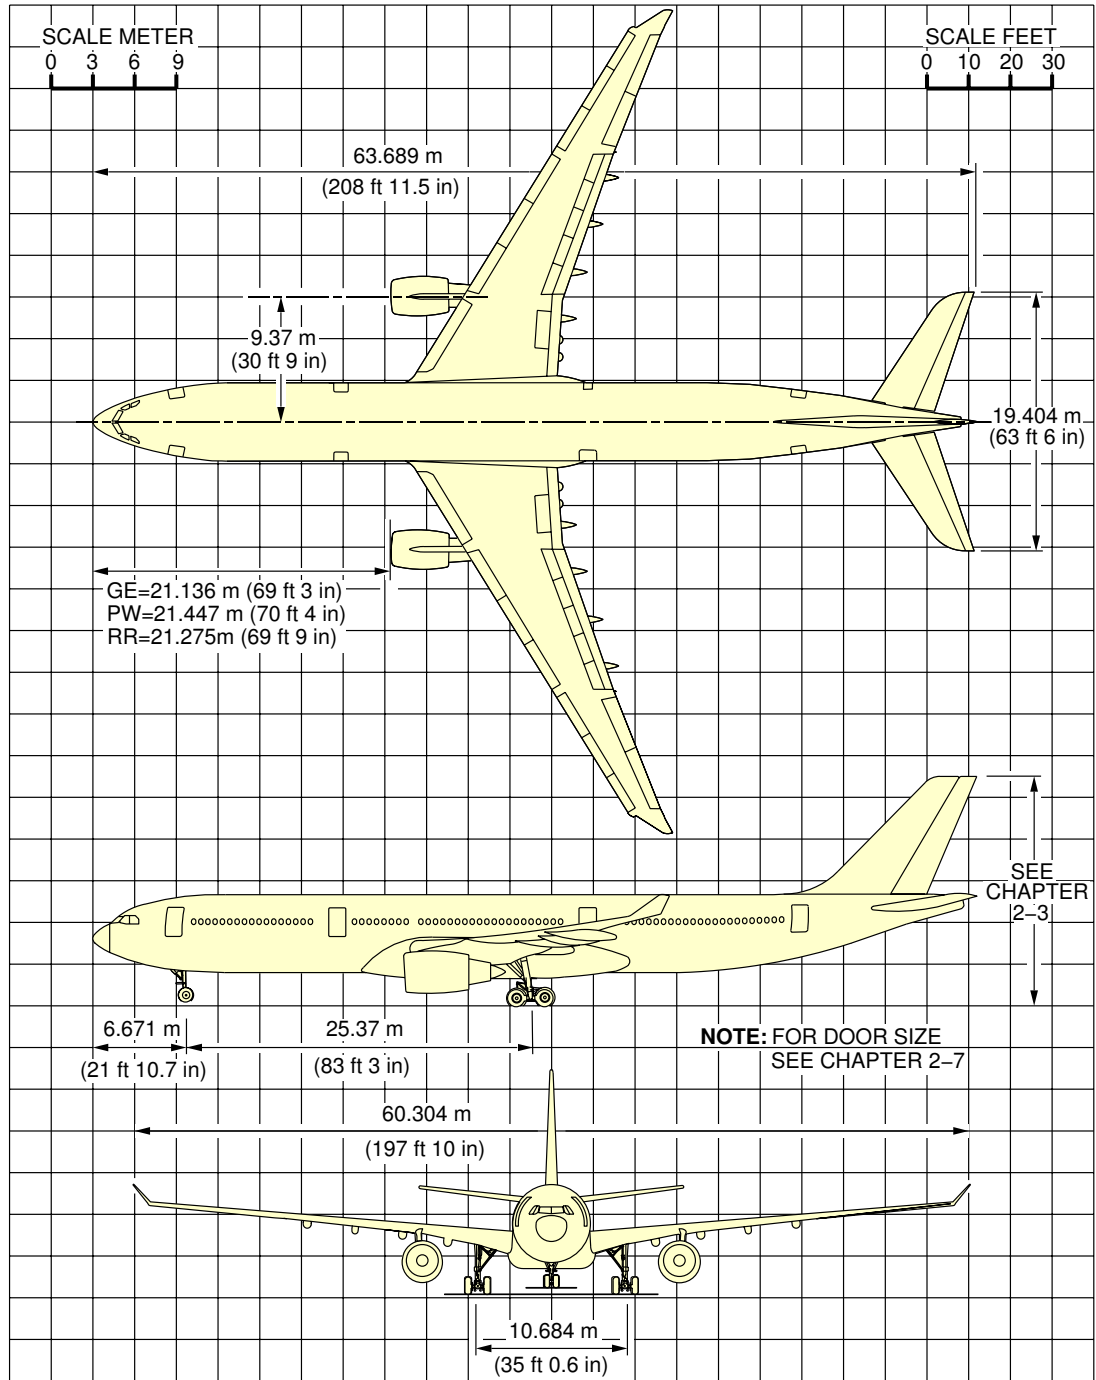 SCALE METER
0 3 6 9
SCALE FEET
0 10 20 30
63.689 m
(208 ft 11.5 in)
9.37 m
(30 ft 9 in)
19.404 m
(63 ft 6 in)
GE=21.136 m (69 ft 3 in)
PW=21.447 m (70 ft 4 in)
RR=21.275m (69 ft 9 in)
SEE
CHAPTER
2–3
6.671 m
(21 ft 10.7 in)
25.37 m
(83 ft 3 in)
NOTE: FOR DOOR SIZE
SEE CHAPTER 2–7
60.304 m
(197 ft 10 in)
10.684 m
(35 ft 0.6 in)